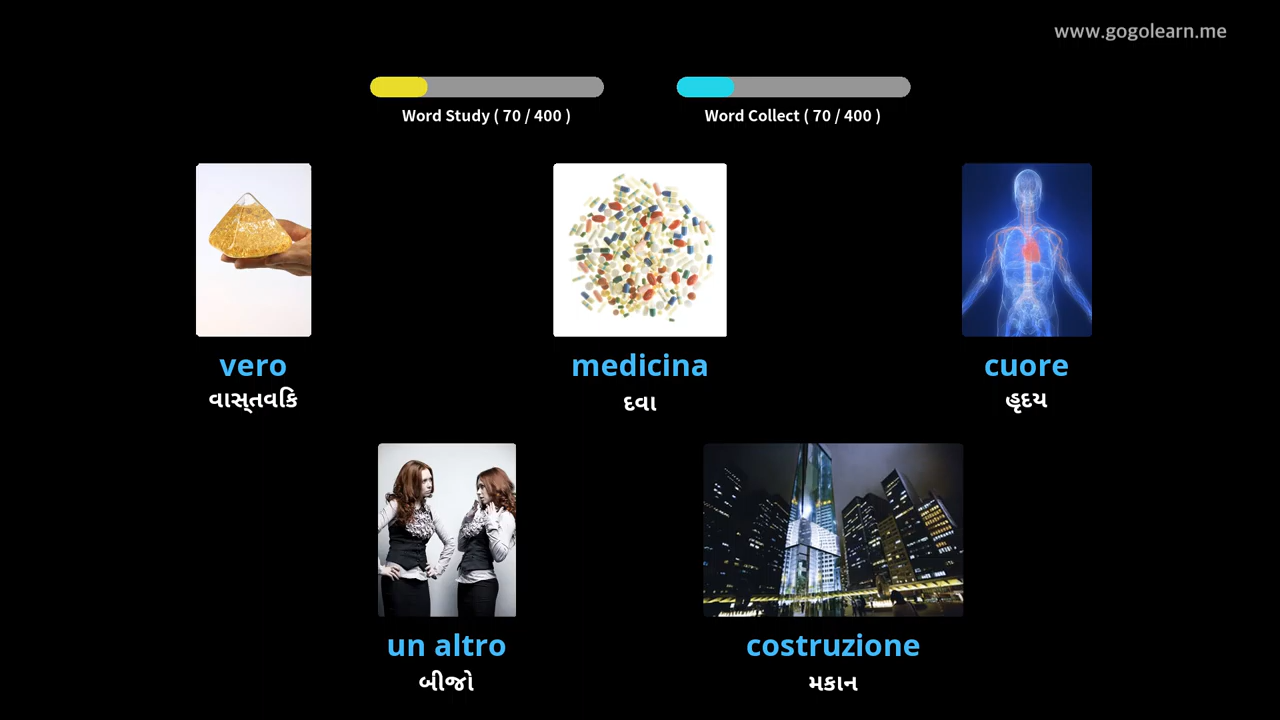 www.gogolearn.me
Word Study ( 70 / 400 )
Word Collect ( 70 / 400 )
vero
વાસ્તવકિ
medicina
દવા
cuore
હૃદય
un altro
બીજો
costruzione
મકાન